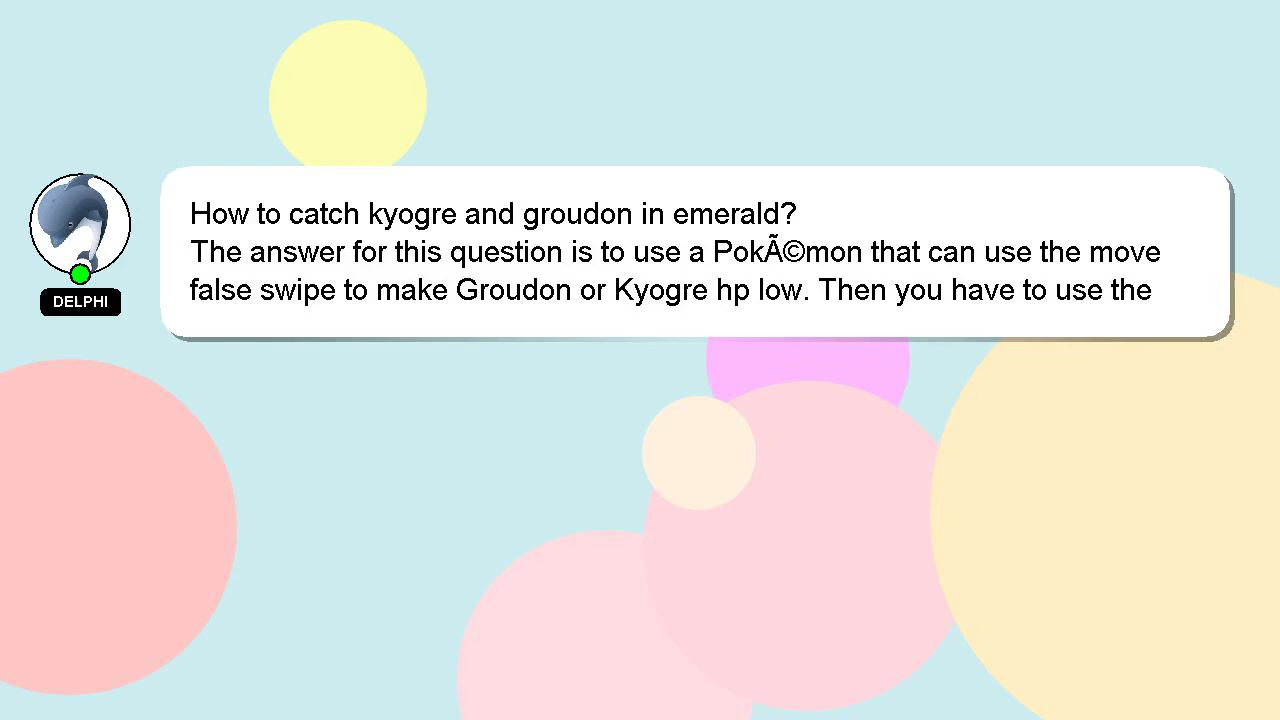 How to catch kyogre and groudon in emerald?
The answer for this question is to use a PokÃ©mon that can use the move
false swipe to make Groudon or Kyogre hp low. Then you have to use the
DELPHI